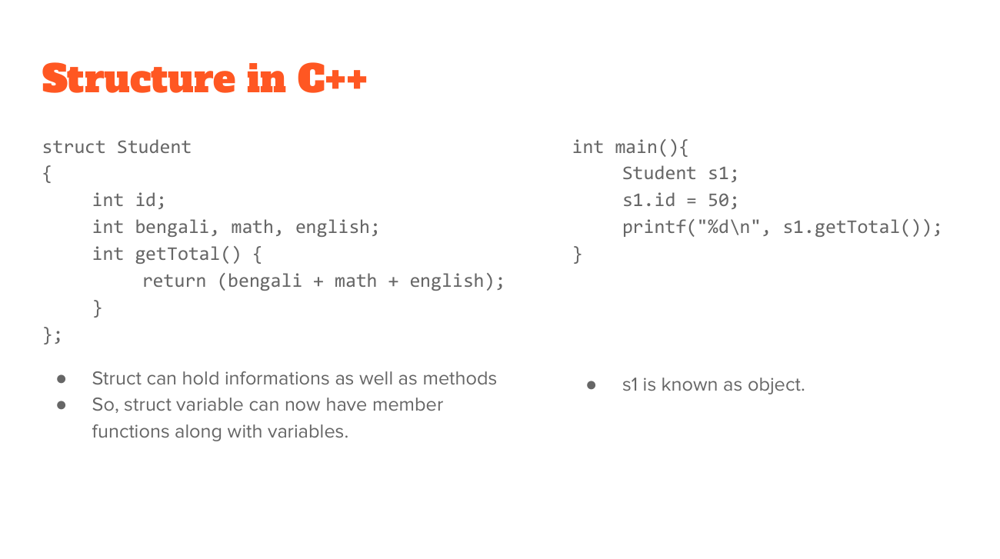 Structure in C++
struct Student
{
int id;
int bengali, math, english;
int getTotal() {
return (bengali + math + english);
}
};
● Struct can hold informations as well as methods
● So, struct variable can now have member
functions along with variables.
int main(){
Student s1;
s1.id = 50;
printf("%d\n", s1.getTotal());
}
● s1 is known as object.